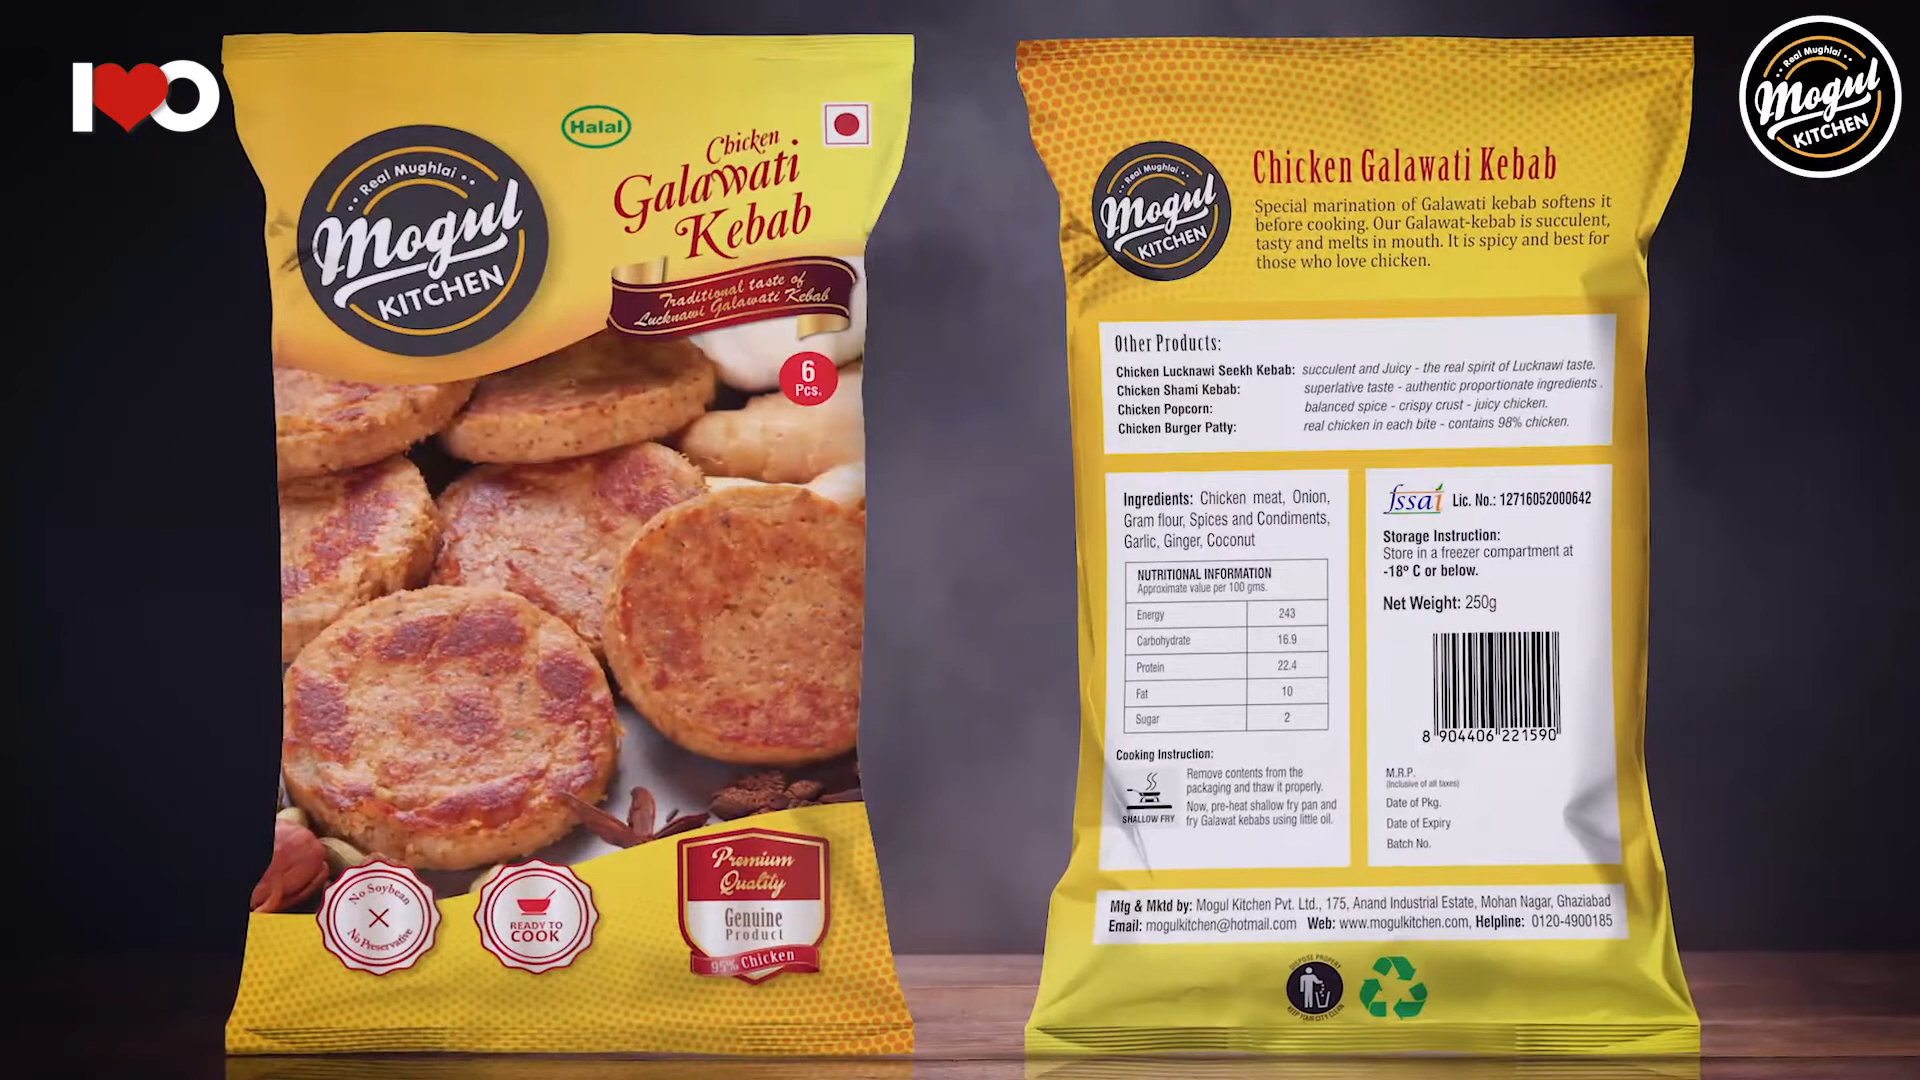 I O
Real Mughlai
Mogul
KITCHEN
Halal
Chicken
Galawati
Kebab
Traditional taste of
Lucknawi Galawati Kebab
6
Pcs.
No Soybean
No Preservative
READY TO
COOK
Premium
Quality
Genuine
Product
95% Chicken
Real Mughlai
Mogul
KITCHEN
Chicken Galawati Kebab
Special marination of Galawati kebab softens it
before cooking. Our Galawat-kebab is succulent,
tasty and melts in mouth. It is spicy and best for
those who love chicken.
Other Products:
Chicken Lucknawi Seekh Kebab: succulent and Juicy - the real spirit of Lucknawi taste.
Chicken Shami Kebab: superlative taste - authentic proportionate ingredients .
Chicken Popcorn: balanced spice - crispy crust - juicy chicken.
Chicken Burger Patty: real chicken in each bite - contains 98% chicken.
Ingredients: Chicken meat, Onion,
Gram flour, Spices and Condiments,
Garlic, Ginger, Coconut
NUTRITIONAL INFORMATION
Approximate value per 100 gms.
Energy 243
Carbohydrate 16.9
Protein 22.4
Fat 10
Sugar 2
Cooking Instruction:
SHALLOW FRY
Remove contents from the
packaging and thaw it properly.
Now, pre-heat shallow fry pan and
fry Galawat kebabs using little oil.
fssai Lic. No.: 12716052000642
Storage Instruction:
Store in a freezer compartment at
-18º C or below.
Net Weight: 250g
8 904406 221590
M.R.P.
(Inclusive of all taxes)
Date of Pkg.
Date of Expiry
Batch No.
Mfg & Mktd by: Mogul Kitchen Pvt. Ltd., 175, Anand Industrial Estate, Mohan Nagar, Ghaziabad
Email: mogulkitchen@hotmail.com Web: www.mogulkitchen.com, Helpline: 0120-4900185
DISPOSE PROPERLY
KEEP YOUR CITY CLEAN
Real Mughlai
Mogul
KITCHEN